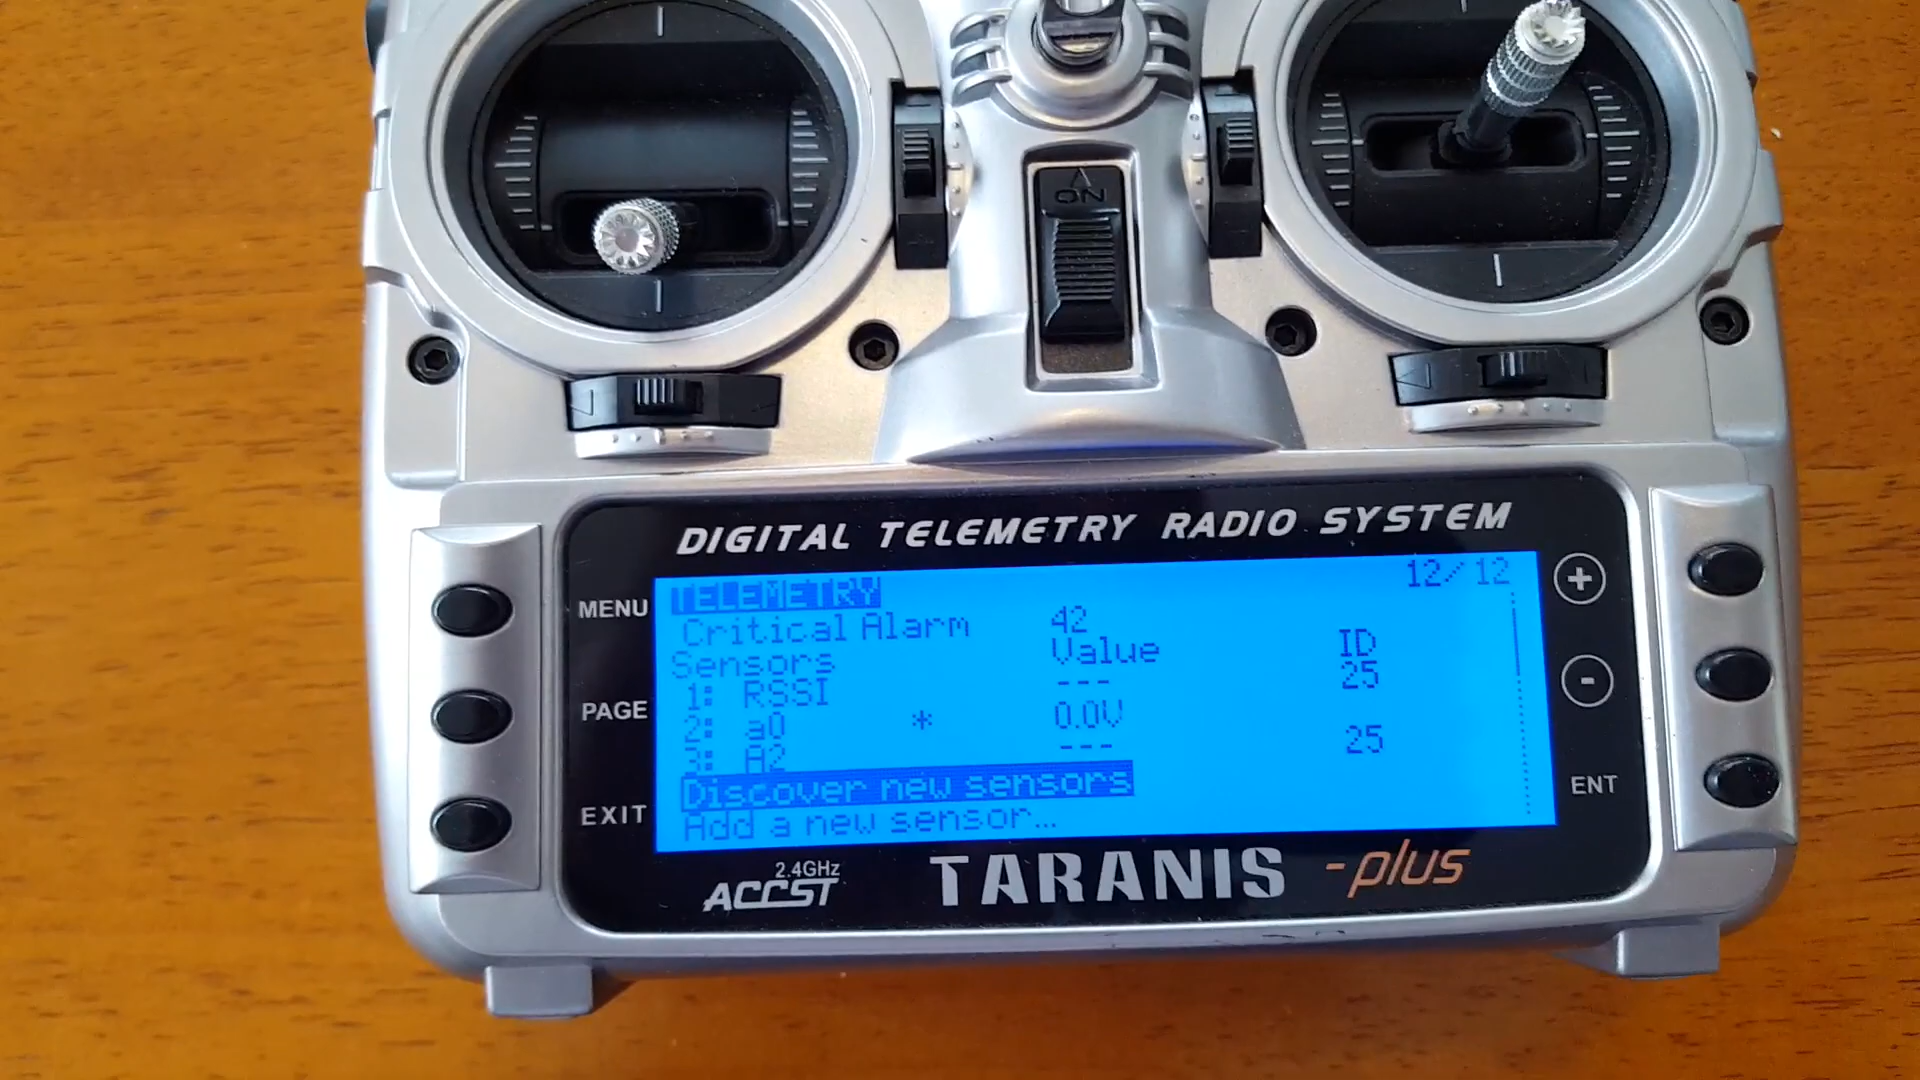 ON
DIGITAL TELEMETRY RADIO SYSTEM
MENU
PAGE
EXIT
TELEMETRY 12/12
Critical Alarm 42
Sensors Value ID
1: RSSI --- 25
2: a0 * 0.0V
3: A2 --- 25
Discover new sensors
Add a new sensor...
+
-
ENT
2.4GHz
ACCST
TARANIS -plus